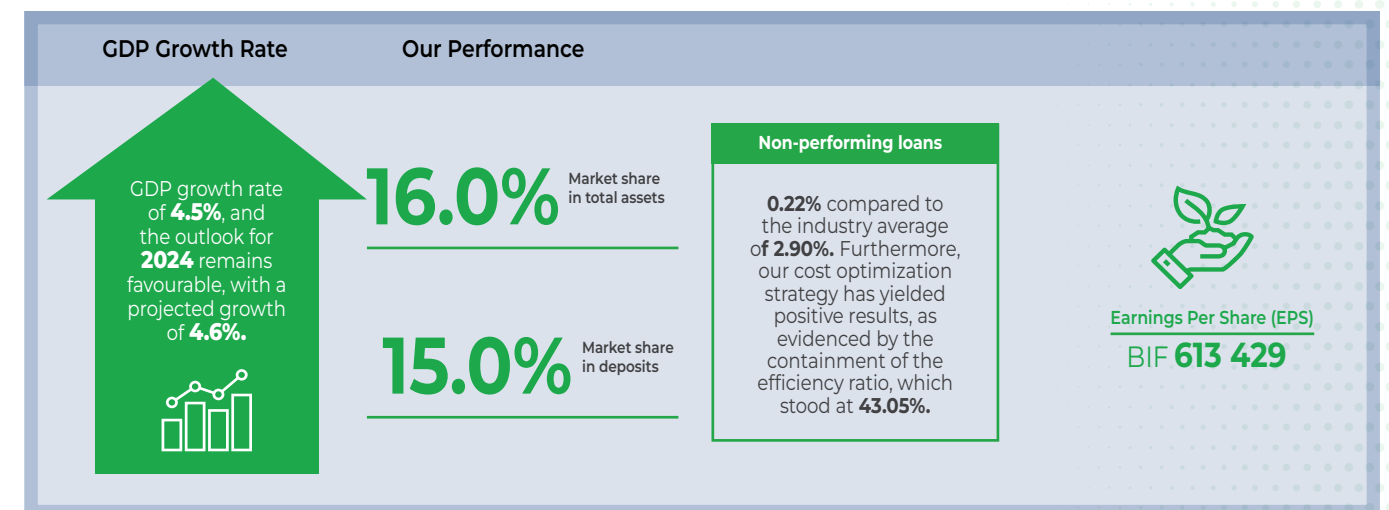 GDP Growth Rate
Our Performance
GDP growth rate
of 4.5%, and
the outlook for
2024 remains
favourable, with a
projected growth
of 4.6%.
16.0%
Market share
in total assets
15.0%
Market share
in deposits
Non-performing loans
0.22% compared to
the industry average
of 2.90%. Furthermore,
our cost optimization
strategy has yielded
positive results, as
evidenced by the
containment of the
efficiency ratio, which
stood at 43.05%.
Earnings Per Share (EPS)
BIF 613 429